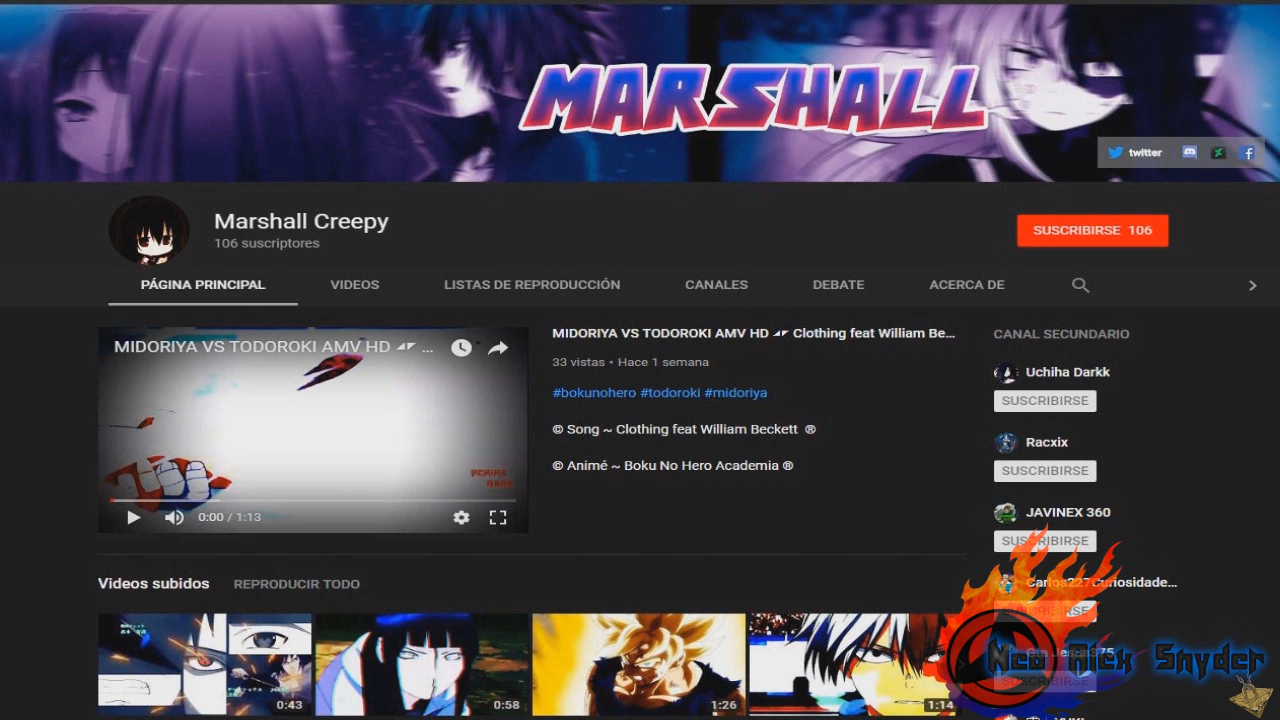 MARSHALL
twitter
Marshall Creepy
106 suscriptores
SUSCRIBIRSE 106
PÁGINA PRINCIPAL
VIDEOS
LISTAS DE REPRODUCCIÓN
CANALES
DEBATE
ACERCA DE
MIDORIYA VS TODOROKI AMV HD ◢◤ ...
0:00 / 1:13
MIDORIYA VS TODOROKI AMV HD ◢◤ Clothing feat William Be...
33 vistas • Hace 1 semana
#bokunohero #todoroki #midoriya
© Song ~ Clothing feat William Beckett ®
© Animé ~ Boku No Hero Academia ®
CANAL SECUNDARIO
Uchiha Darkk
SUSCRIBIRSE
Racxix
SUSCRIBIRSE
JAVINEX 360
SUSCRIBIRSE
Carlos227Curiosidade...
SUSCRIBIRSE
SUSCRIBIRSE
Neo Rick Snyder
Videos subidos
REPRODUCIR TODO
0:43
0:58
1:26
1:14